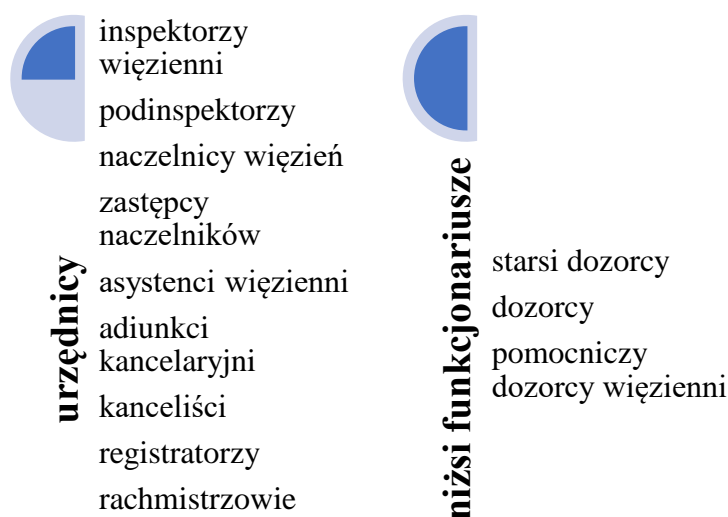 urzędnicy
inspektorzy
więzienni
podinspektorzy
naczelnicy więzień
zastępcy
naczelników
asystenci więzienni
adiunkci
kancelaryjni
kanceliści
registratorzy
rachmistrzowie
niżsi funkcjonariusze
starsi dozorcy
dozorcy
pomocniczy
dozorcy więzienni